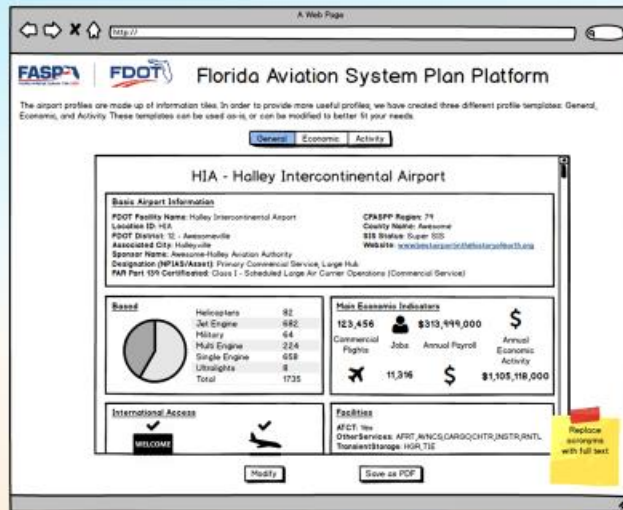 A Web Page
http://
FASP
FDOT
Florida Aviation System Plan Platform
The airport profiles are made up of information tiles. In order to provide more useful profiles, we have created three different profile templates: General,
Economic, and Activity. These templates can be used as-is, or can be modified to better fit your needs.
General Economic Activity
HIA - Halley Intercontinental Airport
Basic Airport Information
FDOT Facility Name: Halley Intercontinental Airport
Location ID: HIA
FDOT District: 12 - Awesomeville
Associated City: Halleyville
Sponsor Name: Awesome-Halley Aviation Authority
Designation (NPIAS/Asset): Primary Commercial Service, Large Hub
FAR Part 139 Certificated: Class I - Scheduled Large Air Carrier Operations (Commercial Service)
CFASPP Region: 74
County Name: Awesome
SIS Status: Super SIS
Website: www.bestairportinthehistoryofearth.org
Based
Helicopters 82
Jet Engine 682
Military 64
Multi Engine 224
Single Engine 658
Ultralights 8
Total 1735
Main Economic Indicators
123,456
Commercial
Flights
Jobs
11,316
$313,999,000
Annual Payroll
$
$
Annual
Economic
Activity
$1,105,118,000
International Access
WELCOME
Facilities
ATCT: Yes
OtherServices: AFRT,AVNCS,CARGO,CHTR,INSTR,RNTL
TransientStorage: HGR,TIE
Replace
acronyms
with full text
Modify
Save as PDF